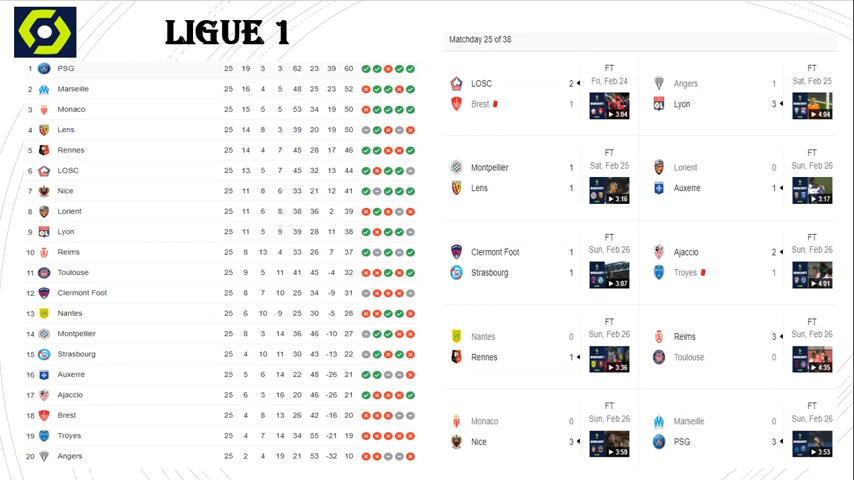 LIGUE 1
1 PSG 25 19 3 3 62 23 39 60
2 Marseille 25 16 4 5 48 25 23 52
3 Monaco 25 15 5 5 53 34 19 50
4 Lens 25 14 8 3 39 20 19 50
5 Rennes 25 14 4 7 45 28 17 46
6 LOSC 25 13 5 7 45 32 13 44
7 Nice 25 11 8 6 33 21 12 41
8 Lorient 25 11 6 8 38 36 2 39
9 Lyon 25 11 5 9 39 28 11 38
10 Reims 25 8 13 4 33 26 7 37
11 Toulouse 25 9 5 11 41 45 -4 32
12 Clermont Foot 25 8 7 10 25 34 -9 31
13 Nantes 25 6 10 9 25 30 -5 28
14 Montpellier 25 8 3 14 36 46 -10 27
15 Strasbourg 25 4 10 11 30 43 -13 22
16 Auxerre 25 5 6 14 22 48 -26 21
17 Ajaccio 25 6 3 16 20 46 -26 21
18 Brest 25 4 8 13 26 42 -16 20
19 Troyes 25 4 7 14 34 55 -21 19
20 Angers 25 2 4 19 21 53 -32 10
Matchday 25 of 38
FT
LOSC 2 Fri, Feb 24
Brest 1
3:04
FT
Angers 1 Sat, Feb 25
Lyon 3
4:04
FT
Montpellier 1 Sat, Feb 25
Lens 1
3:16
FT
Lorient 0 Sun, Feb 26
Auxerre 1
3:17
FT
Clermont Foot 1 Sun, Feb 26
Strasbourg 1
3:07
FT
Ajaccio 2 Sun, Feb 26
Troyes 1
4:01
FT
Nantes 0 Sun, Feb 26
Rennes 1
3:36
FT
Reims 3 Sun, Feb 26
Toulouse 0
4:35
FT
Monaco 0 Sun, Feb 26
Nice 3
3:59
FT
Marseille 0 Sun, Feb 26
PSG 3
3:53